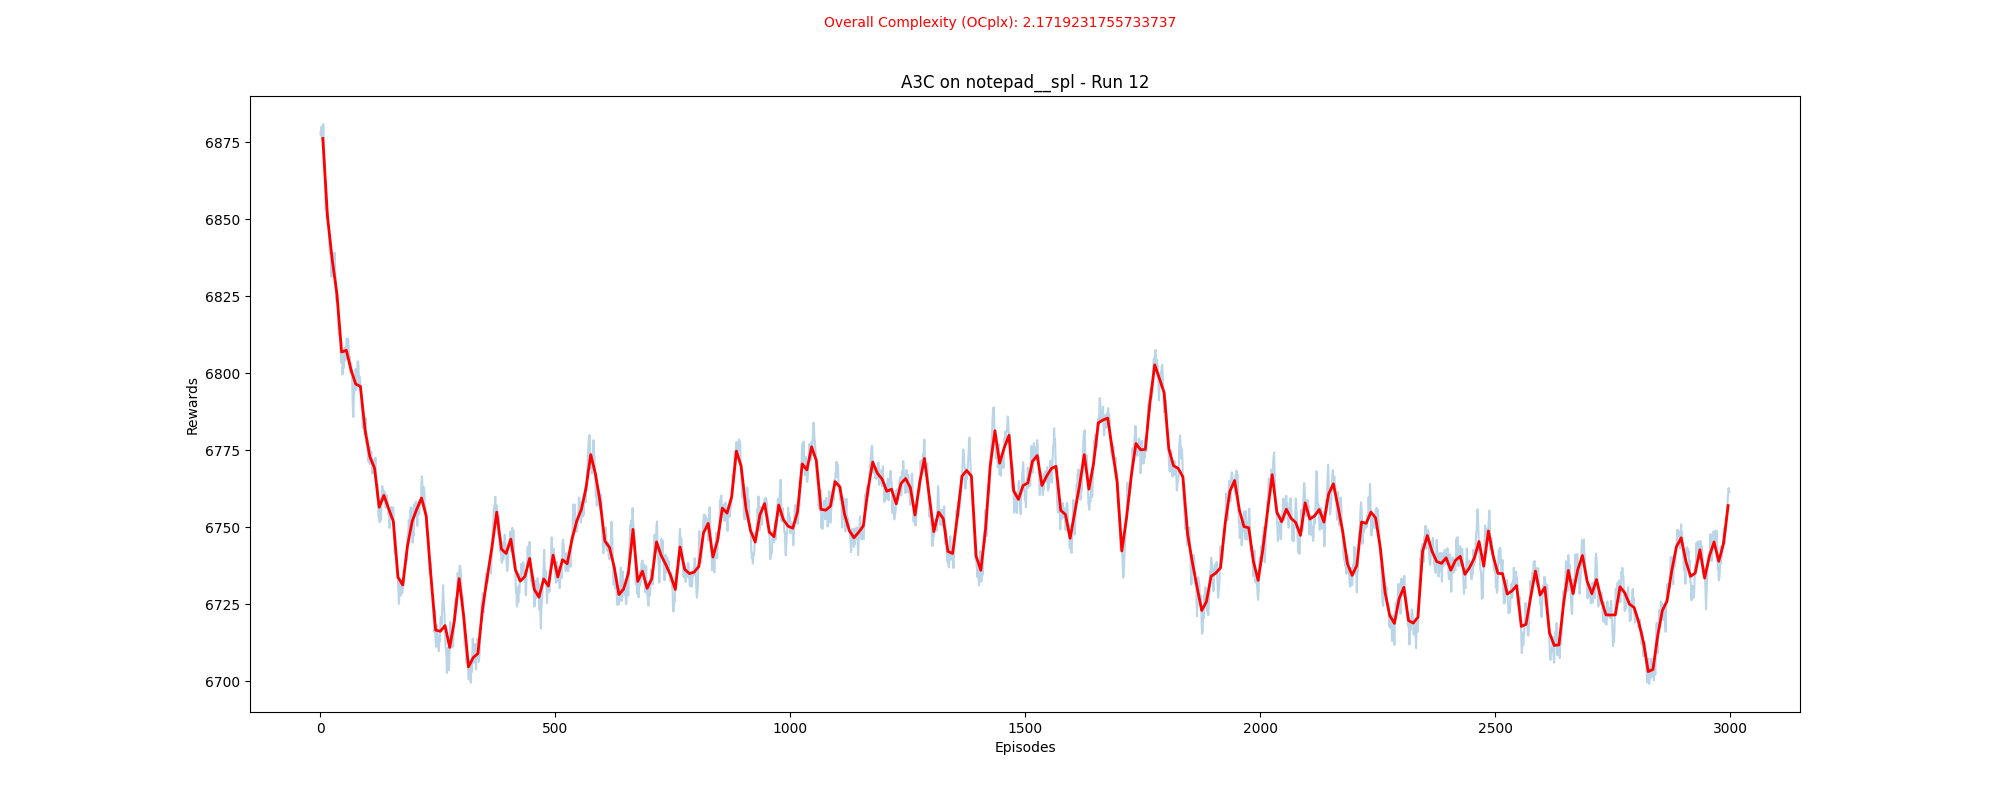 Overall Complexity (OCplx): 2.1719231755733737
A3C on notepad__spl - Run 12
6875
6850
6825
6800
6775
6750
6725
6700
Rewards
0 500 1000 1500 2000 2500 3000
Episodes